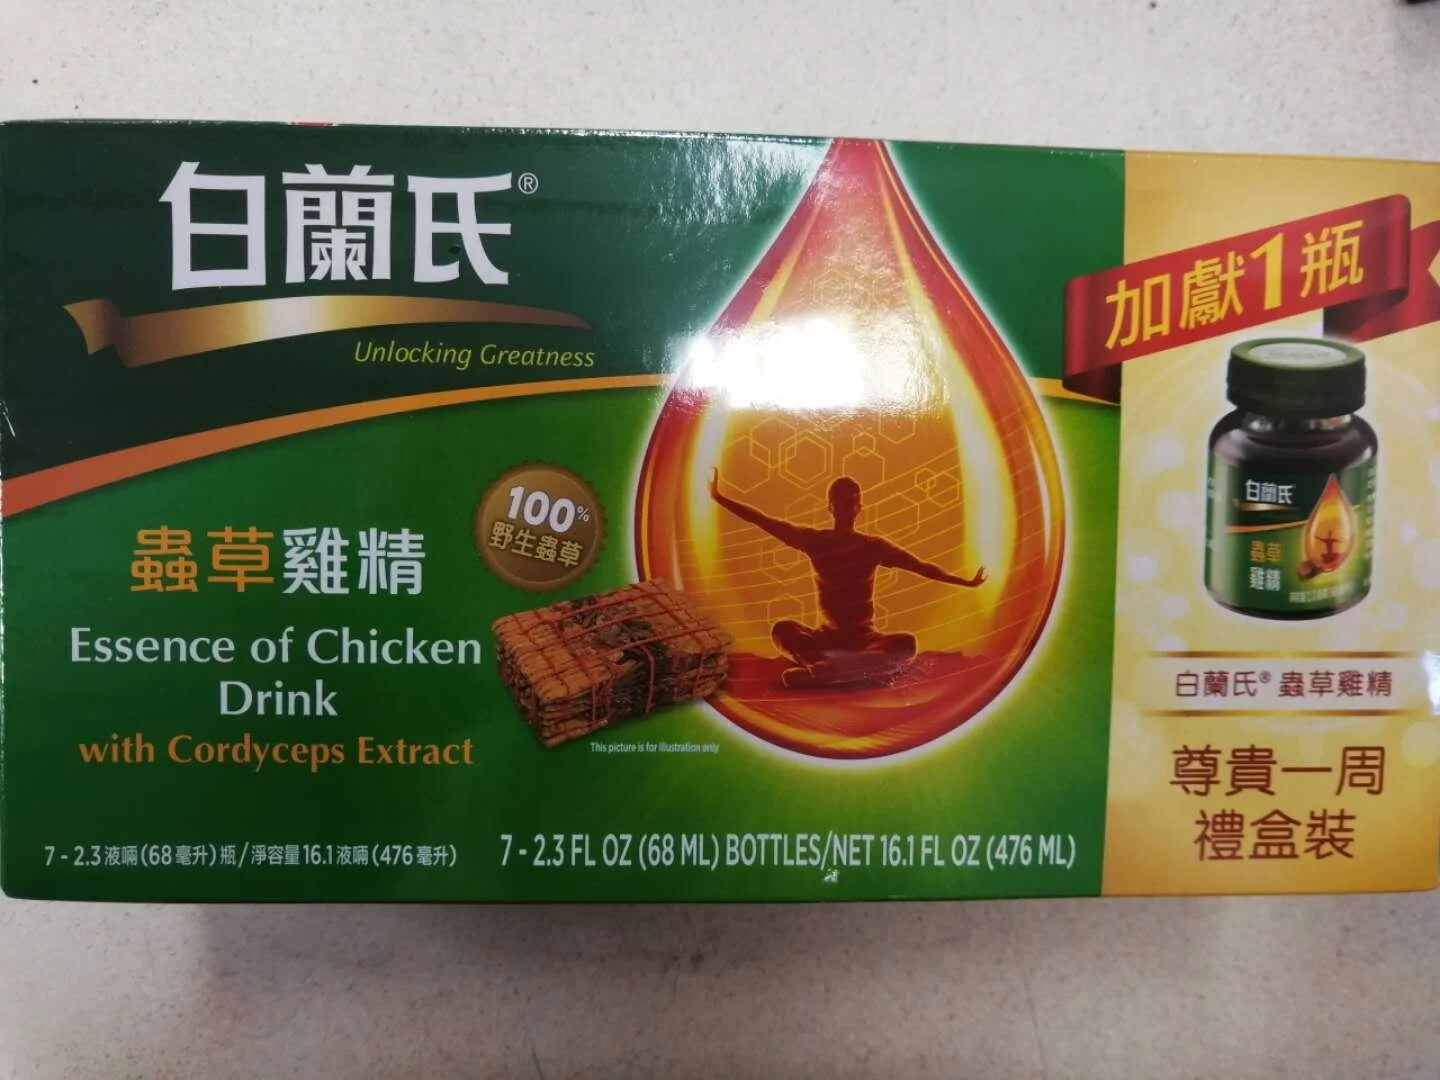 白蘭氏®
Unlocking Greatness
100%
野生蟲草
蟲草雞精
Essence of Chicken
Drink
with Cordyceps Extract
This picture is for illustration only
7 - 2.3 液唡 (68 毫升) 瓶 / 淨容量 16.1 液唡 (476 毫升)
7 - 2.3 FL OZ (68 ML) BOTTLES/NET 16.1 FL OZ (476 ML)
加獻1瓶
白蘭氏
蟲草
雞精
白蘭氏® 蟲草雞精
尊貴一周
禮盒裝